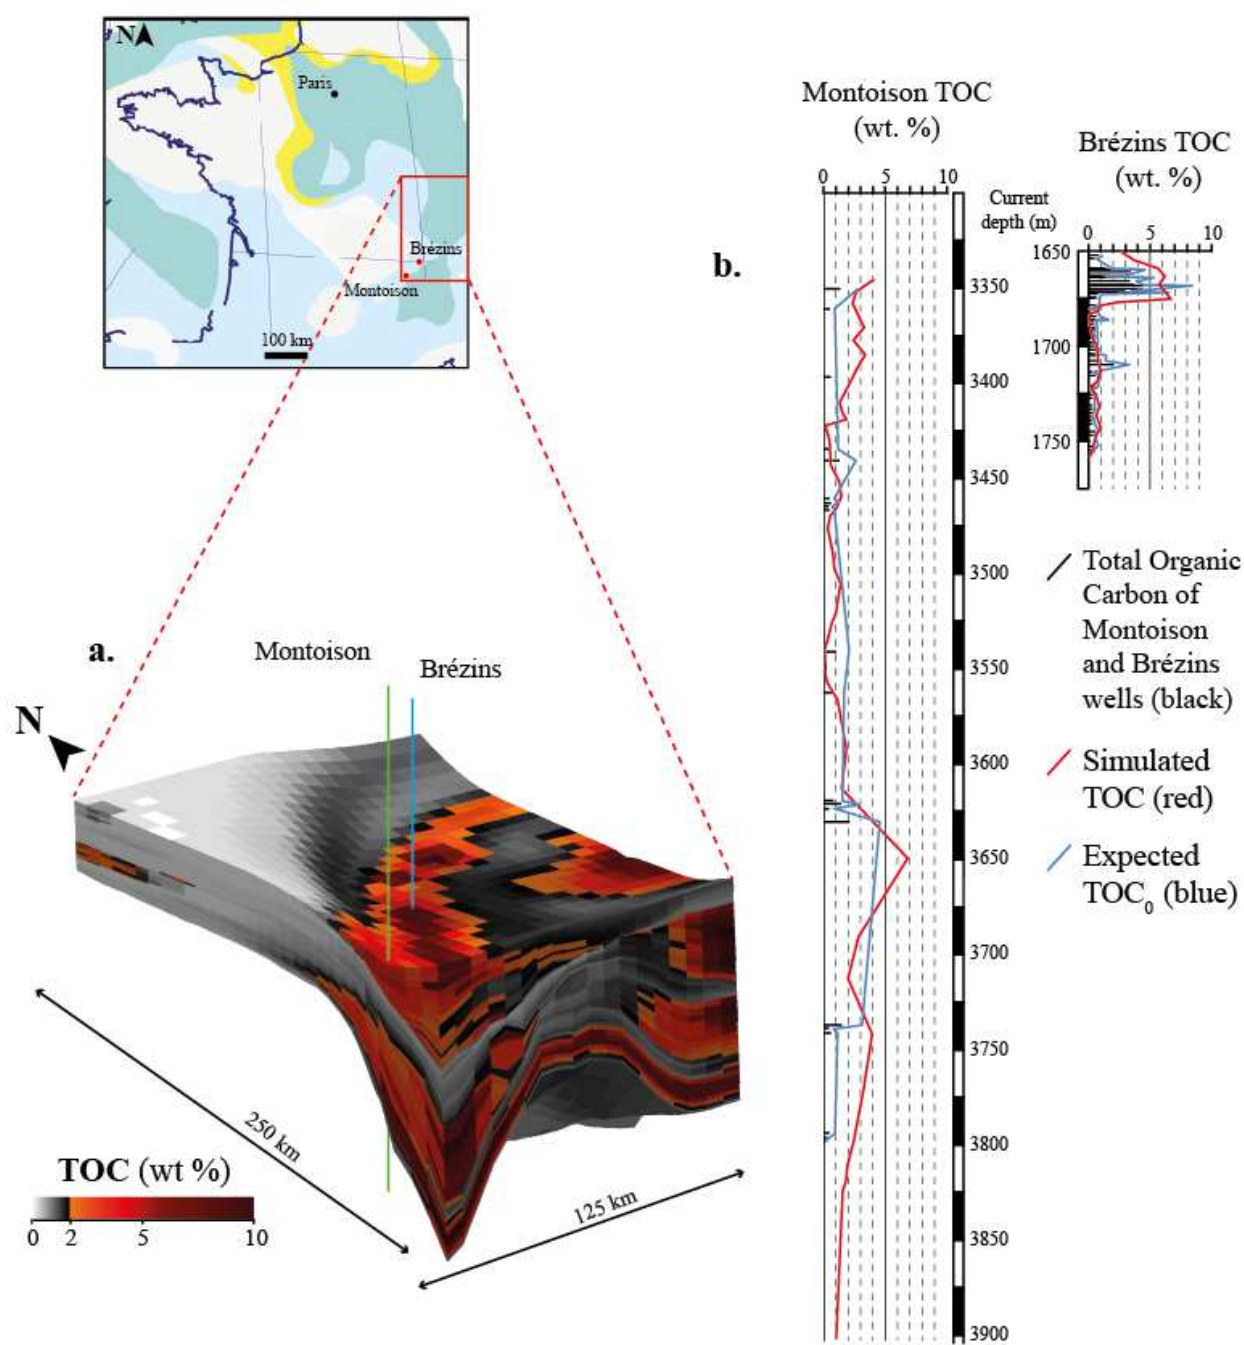 N
Paris
Brézins
Montoison
100 km
a.
Montoison
Brézins
N
250 km
125 km
TOC (wt %)
0 2 5 10
b.
Montoison TOC
(wt. %)
0 5 10
Current
depth (m)
3350
3400
3450
3500
3550
3600
3650
3700
3750
3800
3850
3900
Brézins TOC
(wt. %)
0 5 10
1650
1700
1750
Total Organic
Carbon of
Montoison
and Brézins
wells (black)
Simulated
TOC (red)
Expected
TOC₀ (blue)